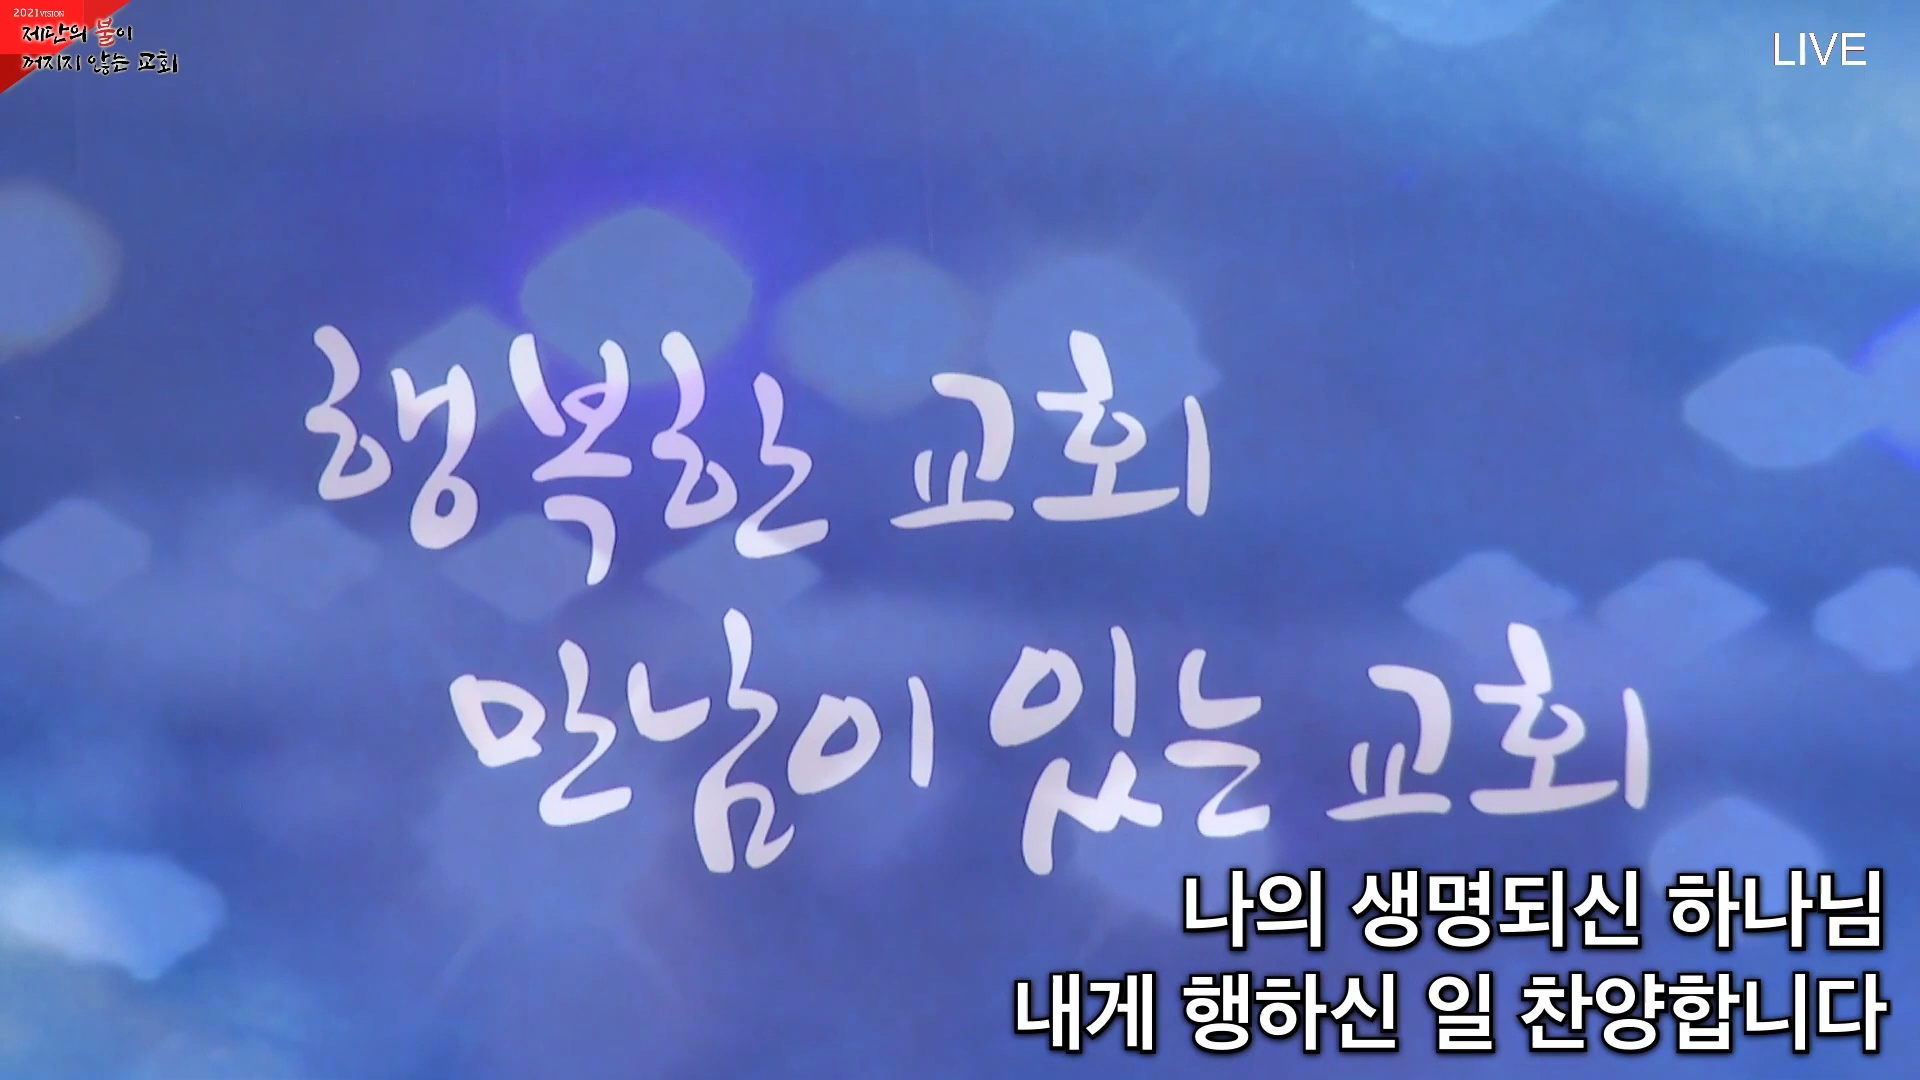 2021 VISION
제단의 불이
꺼지지 않는 교회
LIVE
행복한 교회
만남이 있는 교회
나의 생명되신 하나님
내게 행하신 일 찬양합니다